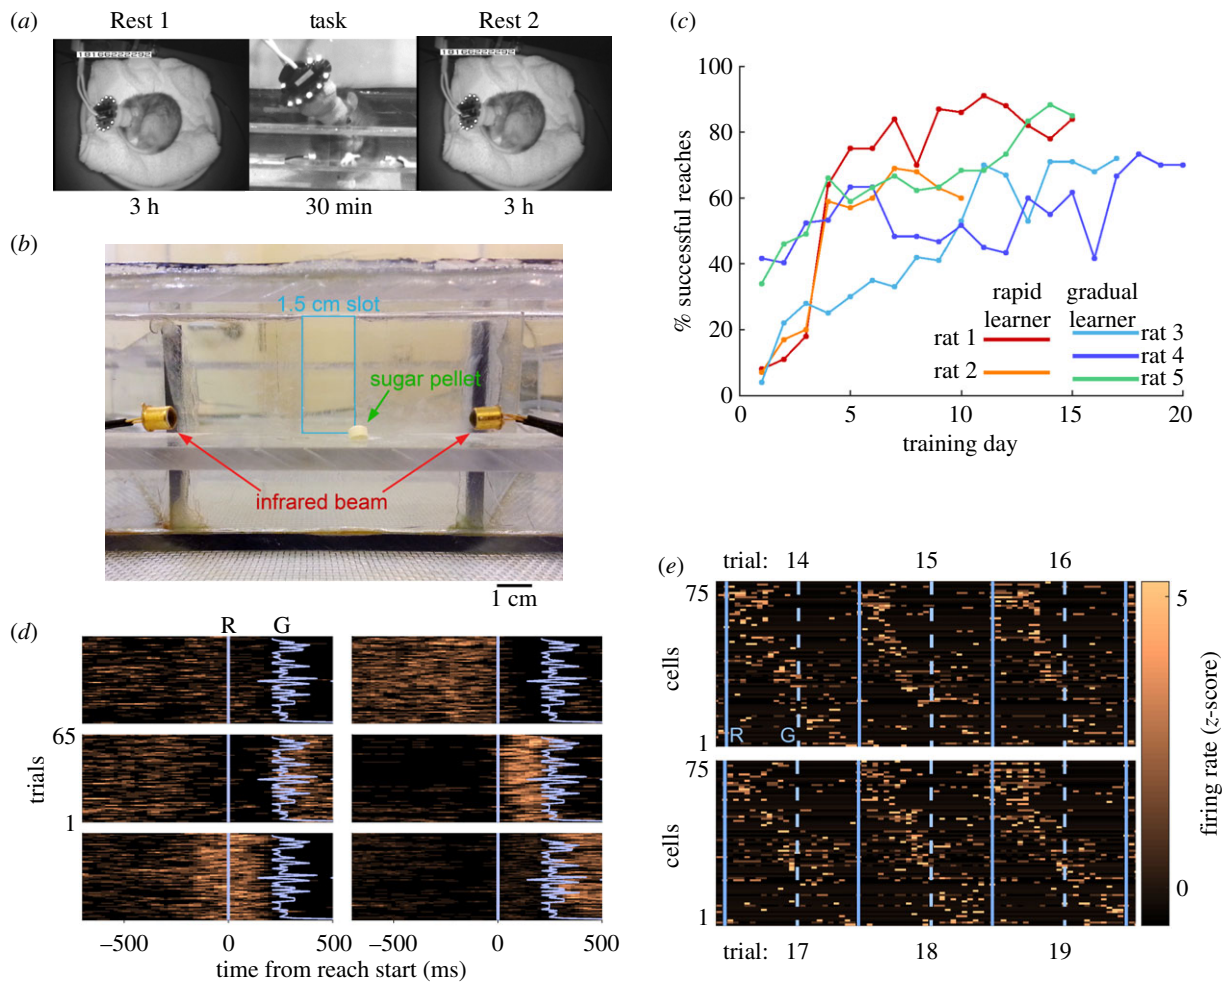 (a) Rest 1 task Rest 2
3 h 30 min 3 h
(b)
1.5 cm slot
sugar pellet
infrared beam
1 cm
(c)
% successful reaches
100
80
60
40
20
0
0 5 10 15 20
training day
rapid learner
gradual learner
rat 1
rat 2
rat 3
rat 4
rat 5
(d)
R G
trials
65
1
–500 0 500
–500 0 500
time from reach start (ms)
(e)
trial: 14 15 16
75
cells
1
R G
75
cells
1
trial: 17 18 19
5
0
firing rate (z-score)